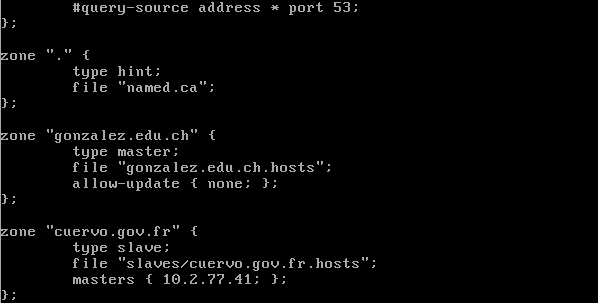 #query-source address * port 53;
};
zone "." {
type hint;
file "named.ca";
};
zone "gonzalez.edu.ch" {
type master;
file "gonzalez.edu.ch.hosts";
allow-update { none; };
};
zone "cuervo.gov.fr" {
type slave;
file "slaves/cuervo.gov.fr.hosts";
masters { 10.2.77.41; };
};